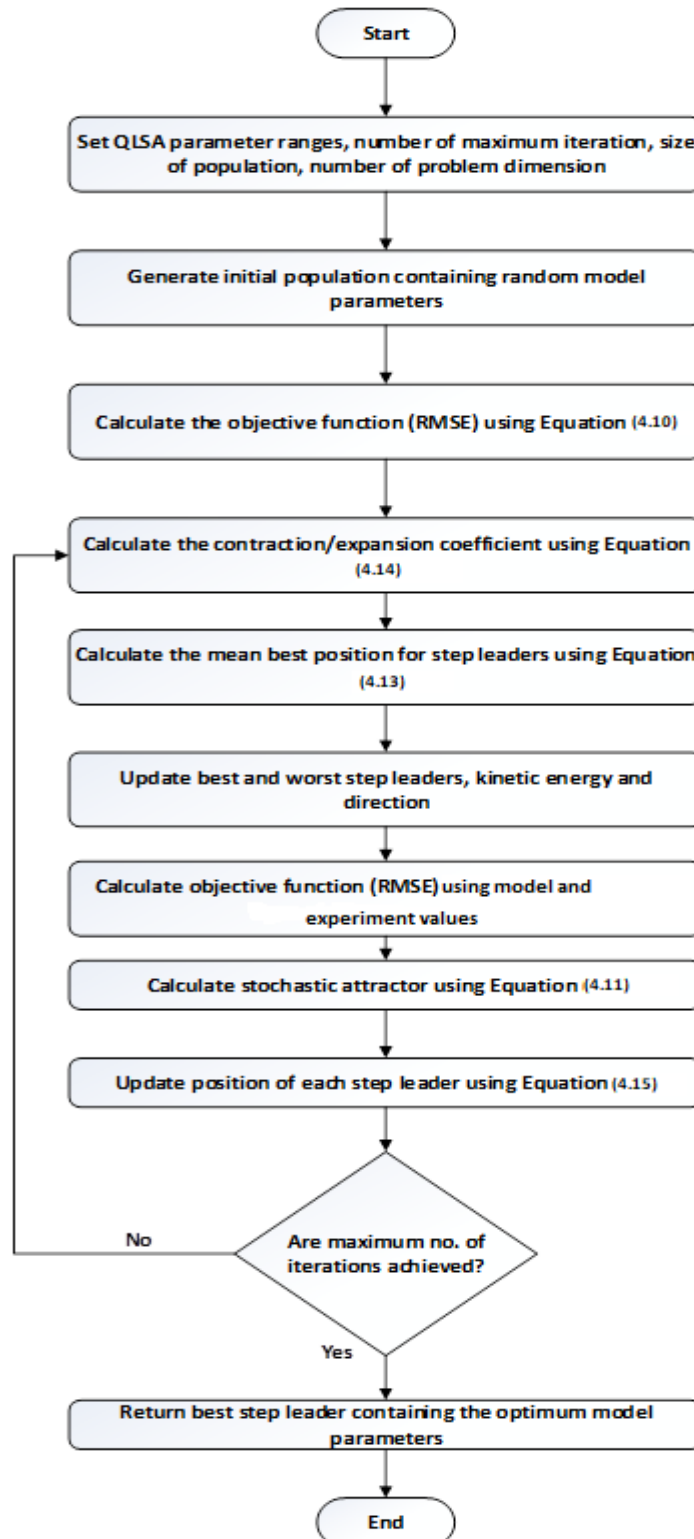 Start
Set QLSA parameter ranges, number of maximum iteration, size
of population, number of problem dimension
Generate initial population containing random model
parameters
Calculate the objective function (RMSE) using Equation (4.10)
Calculate the contraction/expansion coefficient using Equation
(4.14)
Calculate the mean best position for step leaders using Equation
(4.13)
Update best and worst step leaders, kinetic energy and
direction
Calculate objective function (RMSE) using model and
experiment values
Calculate stochastic attractor using Equation (4.11)
Update position of each step leader using Equation (4.15)
No
Are maximum no. of
iterations achieved?
Yes
Return best step leader containing the optimum model
parameters
End